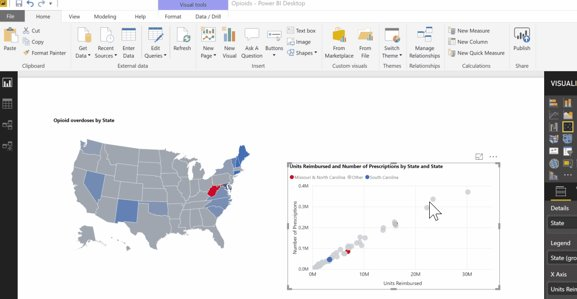 Visual tools
Opioids - Power BI Desktop
File Home View Modeling Help Format Data / Drill
Paste
Cut
Copy
Format Painter
Get Data
Recent Sources
Enter Data
Edit Queries
Refresh
New Page
New Visual
Ask A Question
Buttons
Text box
Image
Shapes
From Marketplace
From File
Switch Theme
Manage Relationships
New Measure
New Column
New Quick Measure
Publish
Clipboard External data Insert Custom visuals Themes Relationships Calculations Share
Opioid overdoses by State
Units Reimbursed and Number of Prescriptions by State and State
Missouri & North Carolina Other South Carolina
Number of Prescriptions
0.4M
0.3M
0.2M
0.1M
0.0M
0M 10M 20M 30M
Units Reimbursed
VISUALI
Details
State
Legend
State (gro
X Axis
Units Rein